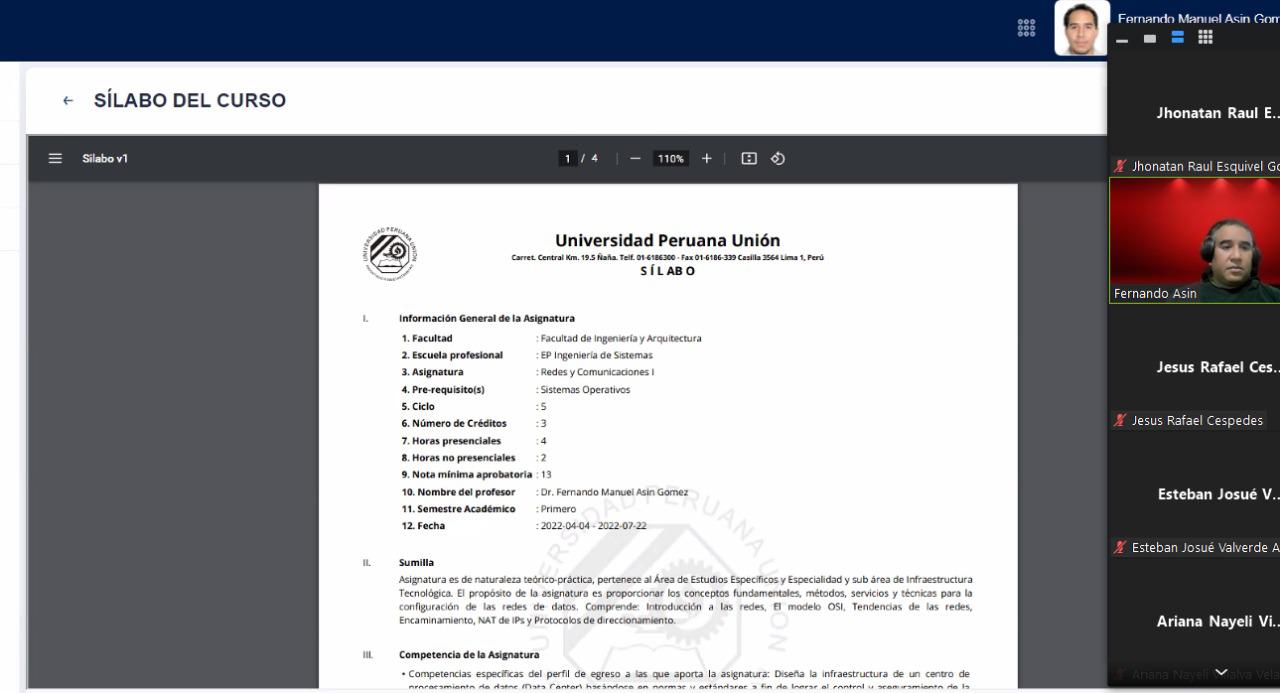 Fernando Manuel Asin Gom
SÍLABO DEL CURSO
Silabo v1
1 / 4
110%
Universidad Peruana Unión
Carret. Central Km. 19.5 Ñaña. Telf. 01-6186300 - Fax 01-6186-339 Casilla 3564 Lima 1, Perú
S Í L A B O
I. Información General de la Asignatura
1. Facultad : Facultad de Ingeniería y Arquitectura
2. Escuela profesional : EP Ingeniería de Sistemas
3. Asignatura : Redes y Comunicaciones I
4. Pre-requisito(s) : Sistemas Operativos
5. Ciclo : 5
6. Número de Créditos : 3
7. Horas presenciales : 4
8. Horas no presenciales : 2
9. Nota mínima aprobatoria : 13
10. Nombre del profesor : Dr. Fernando Manuel Asin Gomez
11. Semestre Académico : Primero
12. Fecha : 2022-04-04 - 2022-07-22
II. Sumilla
Asignatura es de naturaleza teórico-práctica, pertenece al Área de Estudios Específicos y Especialidad y sub área de Infraestructura
Tecnológica. El propósito de la asignatura es proporcionar los conceptos fundamentales, métodos, servicios y técnicas para la
configuración de las redes de datos. Comprende: Introducción a las redes, El modelo OSI, Tendencias de las redes,
Encaminamiento, NAT de IPs y Protocolos de direccionamiento.
III. Competencia de la Asignatura
• Competencias específicas del perfil de egreso a las que aporta la asignatura: Diseña la infraestructura de un centro de
procesamiento de datos (Data Center) basándose en normas y estándares a fin de lograr el control y aseguramiento de la
UNIVERSIDAD PERUANA UNIÓN
Jhonatan Raul E...
Jhonatan Raul Esquivel Go
Fernando Asin
Jesus Rafael Ces...
Jesus Rafael Cespedes
Esteban Josué V...
Esteban Josué Valverde A
Ariana Nayeli Vi...
Ariana Nayeli Villalva Vela